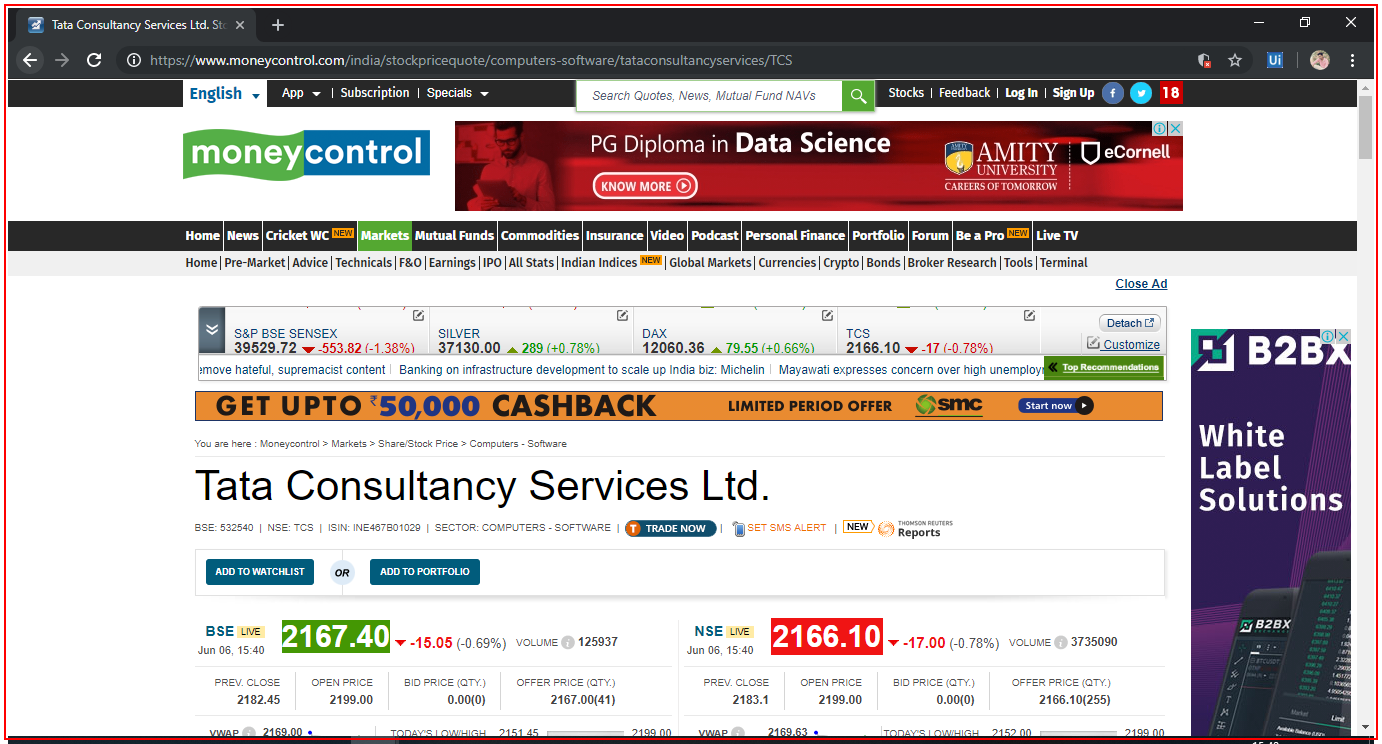 Tata Consultancy Services Ltd. Sto
https://www.moneycontrol.com/india/stockpricequote/computers-software/tataconsultancyservices/TCS
Ui
English App | Subscription | Specials
Search Quotes, News, Mutual Fund NAVs
Stocks | Feedback | Log In | Sign Up f 18
moneycontrol
PG Diploma in Data Science
KNOW MORE
AMITY UNIVERSITY
CAREERS OF TOMORROW
eCornell
Home News Cricket WC NEW Markets Mutual Funds Commodities Insurance Video Podcast Personal Finance Portfolio Forum Be a Pro NEW Live TV
Home | Pre-Market | Advice | Technicals | F&O | Earnings | IPO | All Stats | Indian Indices NEW | Global Markets | Currencies | Crypto | Bonds | Broker Research | Tools | Terminal
Close Ad
S&P BSE SENSEX SILVER DAX TCS
39529.72 -553.82 (-1.38%) 37130.00 289 (+0.78%) 12060.36 79.55 (+0.66%) 2166.10 -17 (-0.78%)
Detach
Customize
emove hateful, supremacist content | Banking on infrastructure development to scale up India biz: Michelin | Mayawati expresses concern over high unemploy
Top Recommendations
GET UPTO ₹50,000 CASHBACK LIMITED PERIOD OFFER smc Start now
You are here : Moneycontrol > Markets > Share/Stock Price > Computers - Software
Tata Consultancy Services Ltd.
BSE: 532540 | NSE: TCS | ISIN: INE467B01029 | SECTOR: COMPUTERS - SOFTWARE | T TRADE NOW | SET SMS ALERT | NEW THOMSON REUTERS Reports
ADD TO WATCHLIST OR ADD TO PORTFOLIO
BSE LIVE 2167.40 -15.05 (-0.69%) VOLUME 125937
Jun 06, 15:40
PREV. CLOSE OPEN PRICE BID PRICE (QTY.) OFFER PRICE (QTY.)
2182.45 2199.00 0.00(0) 2167.00(41)
VWAP 2169.00 TODAY'S LOW/HIGH 2151.45 2199.00
NSE LIVE 2166.10 -17.00 (-0.78%) VOLUME 3735090
Jun 06, 15:40
PREV. CLOSE OPEN PRICE BID PRICE (QTY.) OFFER PRICE (QTY.)
2183.1 2199.00 0.00(0) 2166.10(255)
VWAP 2169.63 TODAY'S LOW/HIGH 2152.00 2199.00
B2BX
White
Label
Solutions
B2BX
Market Limit